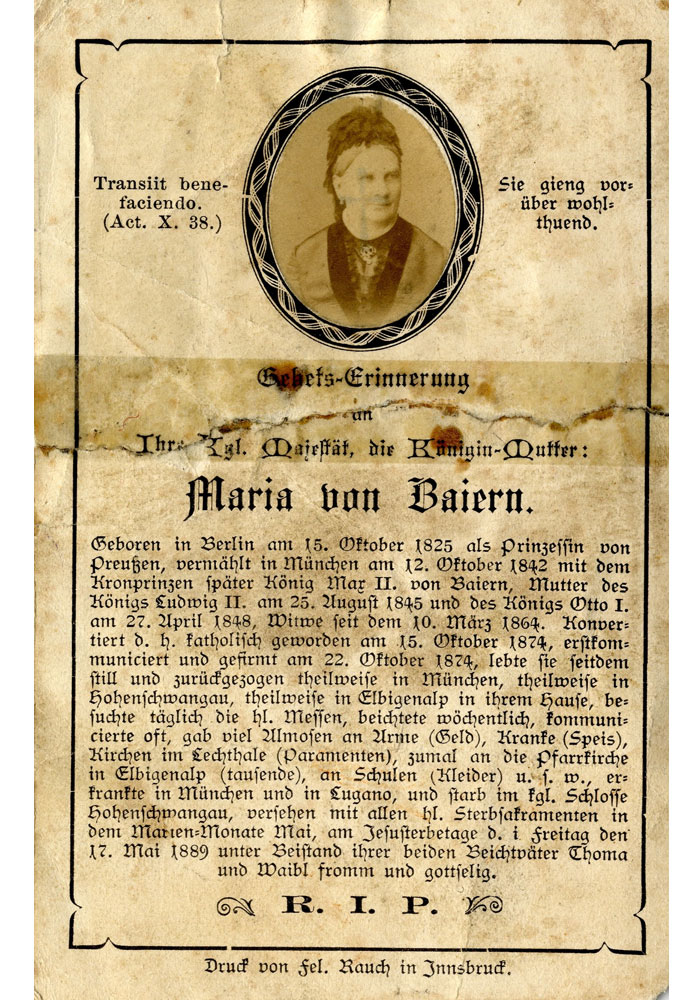 Transiit bene-
faciendo.
(Act. X. 38.)
Sie gieng vor-
über wohl-
thuend.
Gebets-Erinnerung
an
Ihre Kgl. Majestät, die Königin-Mutter:
Maria von Baiern.
Geboren in Berlin am 15. Oktober 1825 als Prinzessin von
Preußen, vermählt in München am 12. Oktober 1842 mit dem
Kronprinzen später König Max II. von Baiern, Mutter des
Königs Ludwig II. am 25. August 1845 und des Königs Otto I.
am 27. April 1848, Witwe seit dem 10. März 1864. Konver-
tiert d. h. katholisch geworden am 15. Oktober 1874, erstkom-
municiert und gefirmt am 22. Oktober 1874, lebte sie seitdem
still und zurückgezogen theilweise in München, theilweise in
Hohenschwangau, theilweise in Elbigenalp in ihrem Hause, be-
suchte täglich die hl. Messen, beichtete wöchentlich, kommuni-
cierte oft, gab viel Almosen an Arme (Geld), Kranke (Speis),
Kirchen im Lechthale (Paramenten), zumal an die Pfarrkirche
in Elbigenalp (tausende), an Schulen (Kleider) u. s. w., er-
krankte in München und in Lugano, und starb im kgl. Schlosse
Hohenschwangau, versehen mit allen hl. Sterbsakramenten in
dem Marien-Monate Mai, am Jesusterbetage d. i. Freitag den
17. Mai 1889 unter Beistand ihrer beiden Beichtväter Thoma
und Waibl fromm und gottselig.
R. I. P.
Druck von Fel. Rauch in Innsbruck.